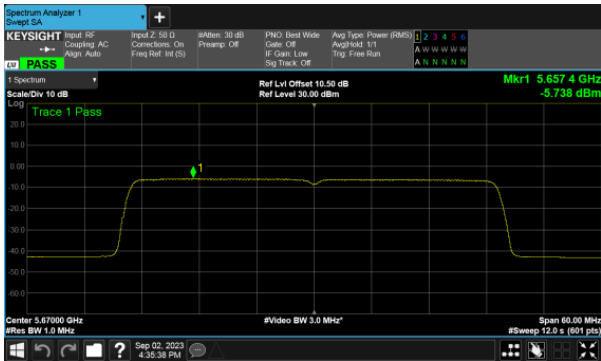 Spectrum Analyzer 1
Swept SA
+
KEYSIGHT Input: RF Input Z: 50 Ω #Atten: 30 dB PNO: Best Wide Avg Type: Power (RMS) 1 2 3 4 5 6
Coupling: AC Corrections: On Preamp: Off Gate: Off Avg|Hold: 1/1 A W W W W W
Align: Auto Freq Ref: Int (S) IF Gain: Low Trig: Free Run
Sig Track: Off A N N N N N
LXI PASS
1 Spectrum Ref Lvl Offset 10.50 dB Mkr1 5.657 4 GHz
Scale/Div 10 dB Ref Level 30.00 dBm -5.738 dBm
Log
Trace 1 Pass
20.0
10.0
0.00
1
-10.0
-20.0
-30.0
-40.0
-50.0
-60.0
Center 5.67000 GHz #Video BW 3.0 MHz* Span 60.00 MHz
#Res BW 1.0 MHz #Sweep 12.0 s (601 pts)
? Sep 02, 2023
4:35:38 PM